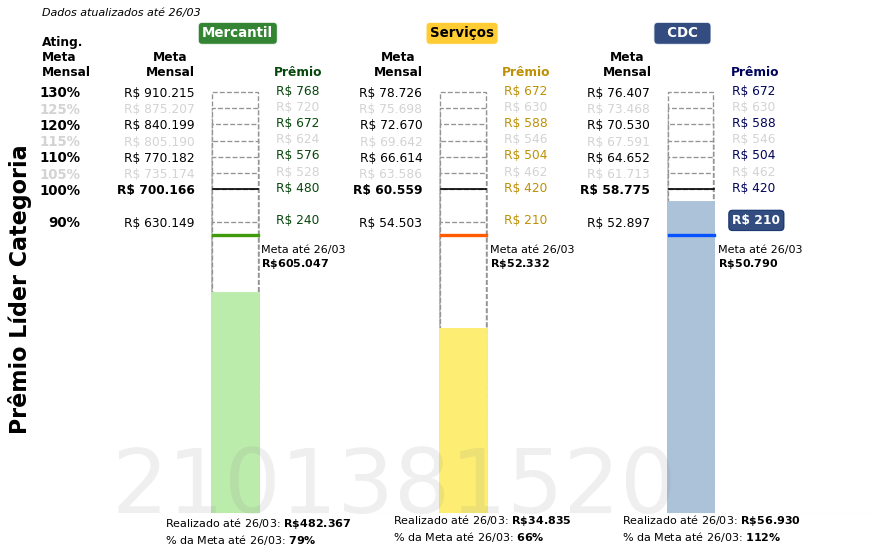 Dados atualizados até 26/03
Mercantil Serviços CDC
Ating. Meta Mensal
Meta Mensal Prêmio Meta Mensal Prêmio Meta Mensal Prêmio
130% R$ 910.215 R$ 768 R$ 78.726 R$ 672 R$ 76.407 R$ 672
125% R$ 875.207 R$ 720 R$ 75.698 R$ 630 R$ 73.468 R$ 630
120% R$ 840.199 R$ 672 R$ 72.670 R$ 588 R$ 70.530 R$ 588
115% R$ 805.190 R$ 624 R$ 69.642 R$ 546 R$ 67.591 R$ 546
110% R$ 770.182 R$ 576 R$ 66.614 R$ 504 R$ 64.652 R$ 504
105% R$ 735.174 R$ 528 R$ 63.586 R$ 462 R$ 61.713 R$ 462
100% R$ 700.166 R$ 480 R$ 60.559 R$ 420 R$ 58.775 R$ 420
90% R$ 630.149 R$ 240 R$ 54.503 R$ 210 R$ 52.897 R$ 210
Meta até 26/03 Meta até 26/03 Meta até 26/03
R$605.047 R$52.332 R$50.790
Prêmio Líder Categoria
2101381520
Realizado até 26/03: R$482.367 Realizado até 26/03: R$34.835 Realizado até 26/03: R$56.930
% da Meta até 26/03: 79% % da Meta até 26/03: 66% % da Meta até 26/03: 112%